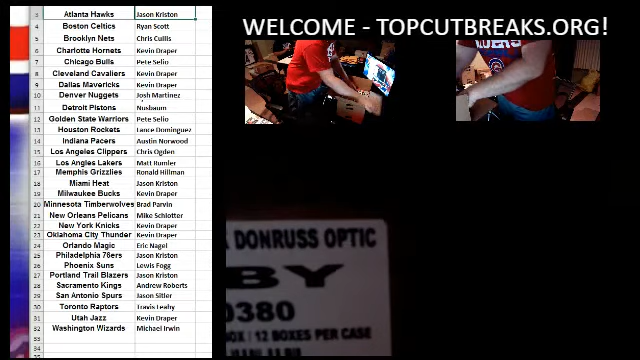 WELCOME - TOPCUTBREAKS.ORG!
3 Atlanta Hawks Jason Kriston
4 Boston Celtics Ryan Scott
5 Brooklyn Nets Chris Cullis
6 Charlotte Hornets Kevin Draper
7 Chicago Bulls Pete Selio
8 Cleveland Cavaliers Kevin Draper
9 Dallas Mavericks Kevin Draper
10 Denver Nuggets Josh Martinez
11 Detroit Pistons Nusbaum
12 Golden State Warriors Pete Selio
13 Houston Rockets Lance Dominguez
14 Indiana Pacers Austin Norwood
15 Los Angeles Clippers Chris Ogden
16 Los Angles Lakers Matt Rumler
17 Memphis Grizzlies Ronald Hillman
18 Miami Heat Jason Kriston
19 Milwaukee Bucks Kevin Draper
20 Minnesota Timberwolves Brad Parvin
21 New Orleans Pelicans Mike Schlotter
22 New York Knicks Kevin Draper
23 Oklahoma City Thunder Kevin Draper
24 Orlando Magic Eric Nagel
25 Philadelphia 76ers Jason Kriston
26 Phoenix Suns Lewis Fogg
27 Portland Trail Blazers Jason Kriston
28 Sacramento Kings Andrew Roberts
29 San Antonio Spurs Jason Sitler
30 Toronto Raptors Travis Leahy
31 Utah Jazz Kevin Draper
32 Washington Wizards Michael Irwin
33
34
DONRUSS OPTIC
BY
0380
BOX / 12 BOXES PER CASE